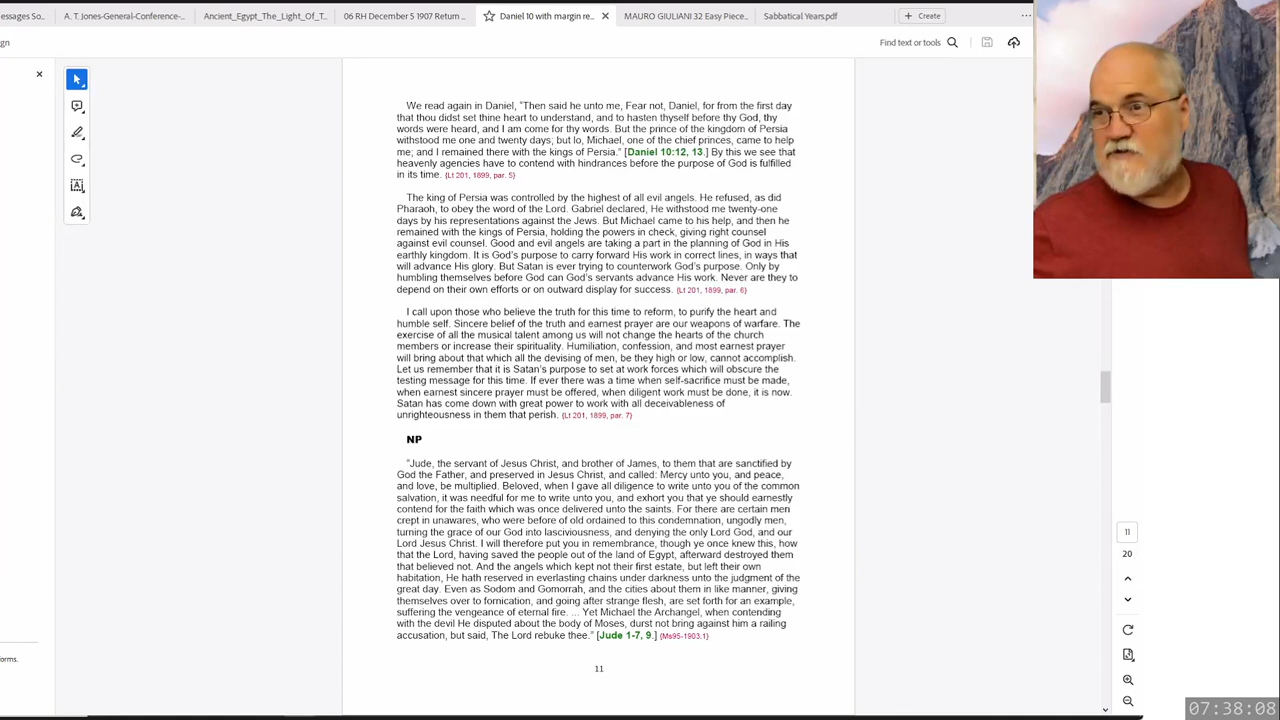 essages So...
A. T. Jones-General-Conference-...
Ancient_Egypt_The_Light_Of_T...
06 RH December 5 1907 Return ...
Daniel 10 with margin re...
MAURO GIULIANI 32 Easy Piece...
Sabbatical Years.pdf
Create
gn
Find text or tools
We read again in Daniel, "Then said he unto me, Fear not, Daniel, for from the first day
that thou didst set thine heart to understand, and to hasten thyself before thy God, thy
words were heard, and I am come for thy words. But the prince of the kingdom of Persia
withstood me one and twenty days; but lo, Michael, one of the chief princes, came to help
me; and I remained there with the kings of Persia." [Daniel 10:12, 13.] By this we see that
heavenly agencies have to contend with hindrances before the purpose of God is fulfilled
in its time. {Lt 201, 1899, par. 5}
The king of Persia was controlled by the highest of all evil angels. He refused, as did
Pharaoh, to obey the word of the Lord. Gabriel declared, He withstood me twenty-one
days by his representations against the Jews. But Michael came to his help, and then he
remained with the kings of Persia, holding the powers in check, giving right counsel
against evil counsel. Good and evil angels are taking a part in the planning of God in His
earthly kingdom. It is God's purpose to carry forward His work in correct lines, in ways that
will advance His glory. But Satan is ever trying to counterwork God's purpose. Only by
humbling themselves before God can God's servants advance His work. Never are they to
depend on their own efforts or on outward display for success. {Lt 201, 1899, par. 6}
I call upon those who believe the truth for this time to reform, to purify the heart and
humble self. Sincere belief of the truth and earnest prayer are our weapons of warfare. The
exercise of all the musical talent among us will not change the hearts of the church
members or increase their spirituality. Humiliation, confession, and most earnest prayer
will bring about that which all the devising of men, be they high or low, cannot accomplish.
Let us remember that it is Satan's purpose to set at work forces which will obscure the
testing message for this time. If ever there was a time when self-sacrifice must be made,
when earnest sincere prayer must be offered, when diligent work must be done, it is now.
Satan has come down with great power to work with all deceivableness of
unrighteousness in them that perish. {Lt 201, 1899, par. 7}
NP
"Jude, the servant of Jesus Christ, and brother of James, to them that are sanctified by
God the Father, and preserved in Jesus Christ, and called: Mercy unto you, and peace,
and love, be multiplied. Beloved, when I gave all diligence to write unto you of the common
salvation, it was needful for me to write unto you, and exhort you that ye should earnestly
contend for the faith which was once delivered unto the saints. For there are certain men
crept in unawares, who were before of old ordained to this condemnation, ungodly men,
turning the grace of our God into lasciviousness, and denying the only Lord God, and our
Lord Jesus Christ. I will therefore put you in remembrance, though ye once knew this, how
that the Lord, having saved the people out of the land of Egypt, afterward destroyed them
that believed not. And the angels which kept not their first estate, but left their own
habitation, He hath reserved in everlasting chains under darkness unto the judgment of the
great day. Even as Sodom and Gomorrah, and the cities about them in like manner, giving
themselves over to fornication, and going after strange flesh, are set forth for an example,
suffering the vengeance of eternal fire. ... Yet Michael the Archangel, when contending
with the devil He disputed about the body of Moses, durst not bring against him a railing
accusation, but said, The Lord rebuke thee." [Jude 1-7, 9.] {Ms95-1903.1}
11
11
20
orms.
07:38:08